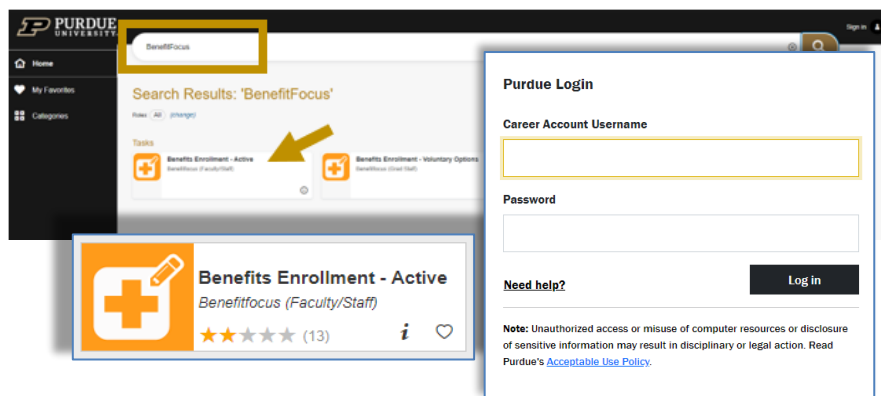 PURDUE
UNIVERSITY
Sign in
BenefitFocus
Home
My Favorites
Categories
Search Results: 'BenefitFocus'
Roles All (change)
Tasks
Benefits Enrollment - Active
Benefitfocus (Faculty/Staff)
Benefits Enrollment - Voluntary Options
Benefitfocus (Grad Staff)
Benefits Enrollment - Active
Benefitfocus (Faculty/Staff)
(13)
Purdue Login
Career Account Username
Password
Need help?
Log in
Note: Unauthorized access or misuse of computer resources or disclosure
of sensitive information may result in disciplinary or legal action. Read
Purdue's Acceptable Use Policy.